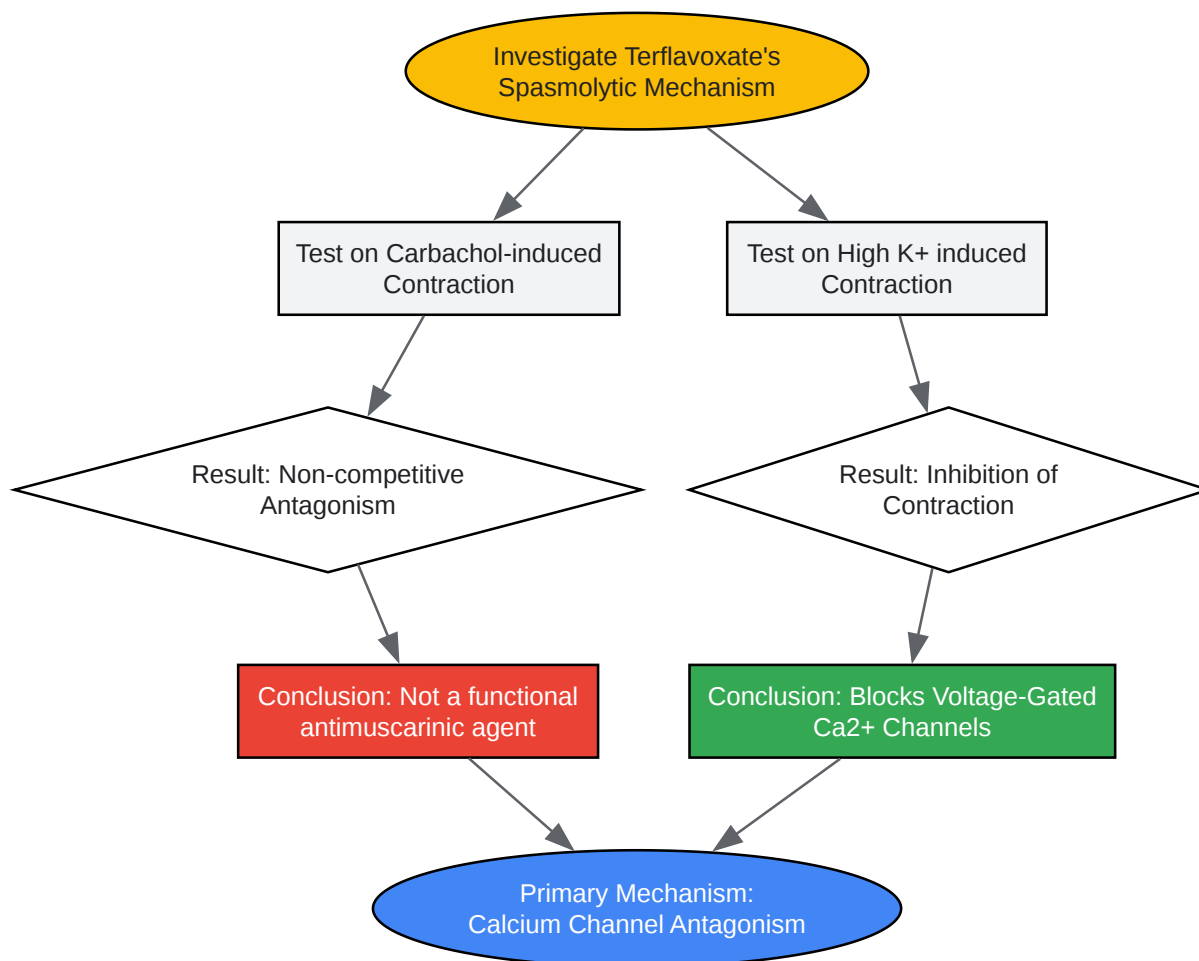 Investigate Terflavoxate's
Spasmolytic Mechanism
Test on Carbachol-induced
Contraction
Test on High K+ induced
Contraction
Result: Non-competitive
Antagonism
Result: Inhibition of
Contraction
Conclusion: Not a functional
antimuscarinic agent
Conclusion: Blocks Voltage-Gated
Ca2+ Channels
Primary Mechanism:
Calcium Channel Antagonism